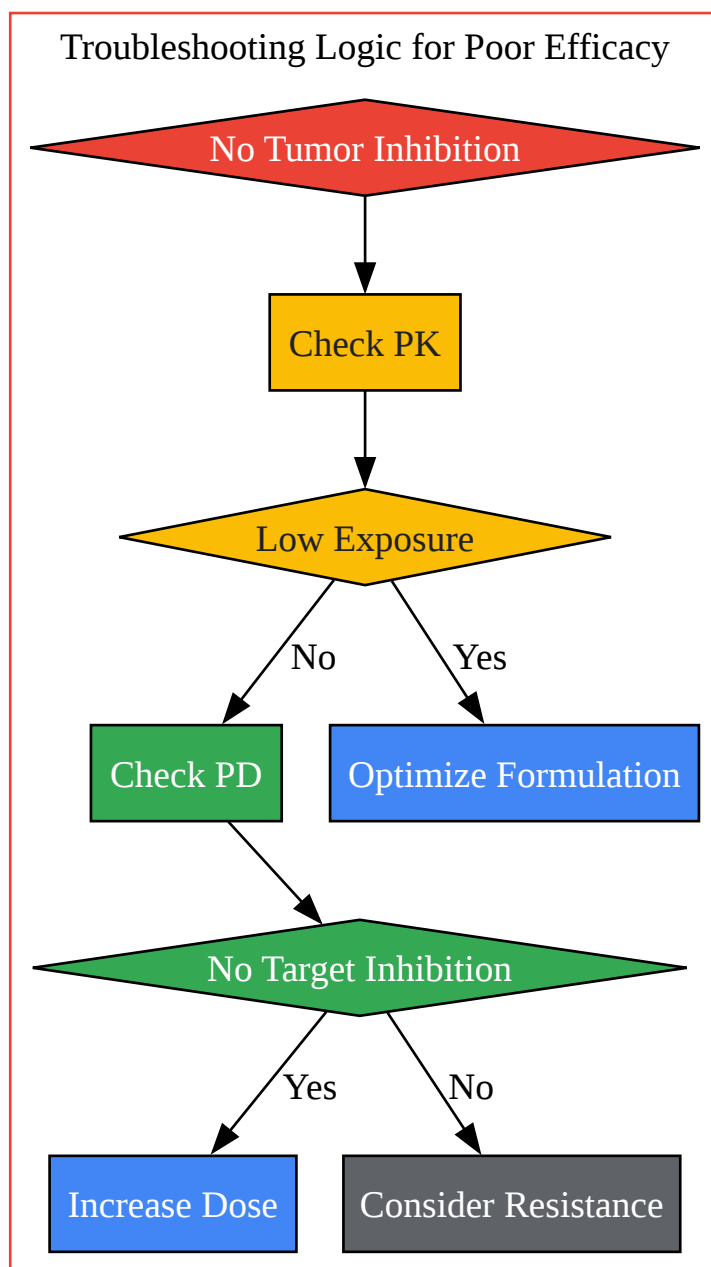 Troubleshooting Logic for Poor Efficacy
No Tumor Inhibition
Check PK
Low Exposure
No
Yes
Check PD
Optimize Formulation
No Target Inhibition
Yes
No
Increase Dose
Consider Resistance